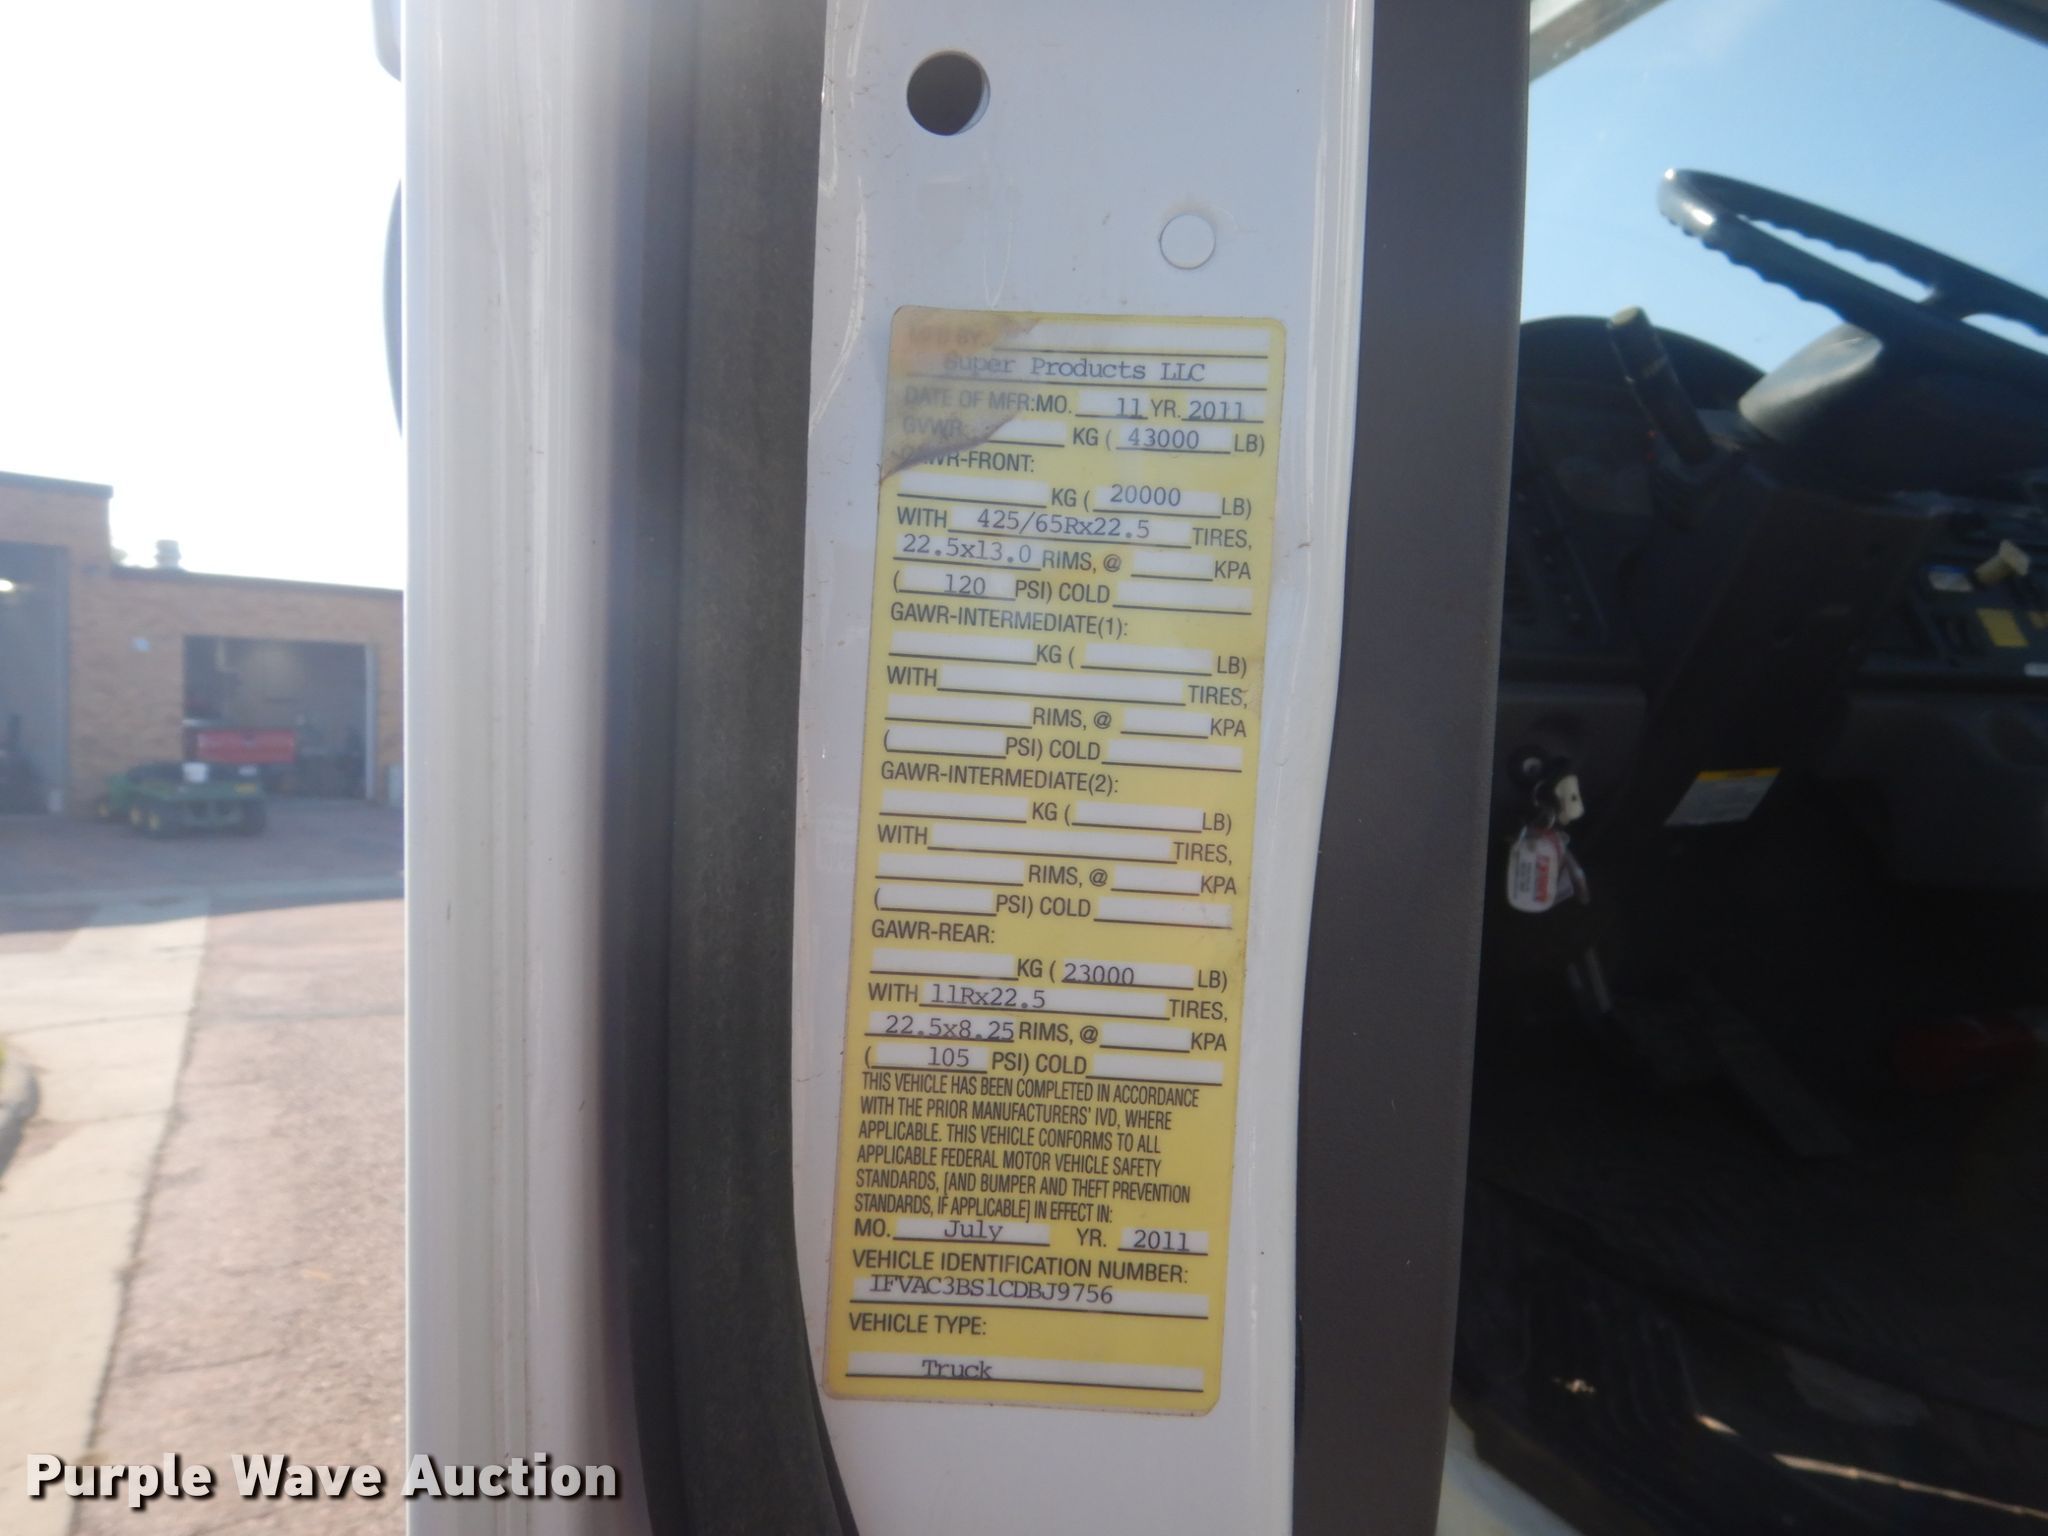 MFD BY:
Super Products LLC
DATE OF MFR: MO. 11 YR. 2011
GVWR KG ( 43000 LB)
GAWR-FRONT:
KG ( 20000 LB)
WITH 425/65Rx22.5 TIRES,
22.5x13.0 RIMS, @ KPA
( 120 PSI) COLD
GAWR-INTERMEDIATE(1):
KG ( LB)
WITH TIRES,
RIMS, @ KPA
( PSI) COLD
GAWR-INTERMEDIATE(2):
KG ( LB)
WITH TIRES,
RIMS, @ KPA
( PSI) COLD
GAWR-REAR:
KG ( 23000 LB)
WITH 11Rx22.5 TIRES,
22.5x8.25 RIMS, @ KPA
( 105 PSI) COLD
THIS VEHICLE HAS BEEN COMPLETED IN ACCORDANCE
WITH THE PRIOR MANUFACTURERS' IVD, WHERE
APPLICABLE. THIS VEHICLE CONFORMS TO ALL
APPLICABLE FEDERAL MOTOR VEHICLE SAFETY
STANDARDS, [AND BUMPER AND THEFT PREVENTION
STANDARDS, IF APPLICABLE] IN EFFECT IN:
MO. July YR. 2011
VEHICLE IDENTIFICATION NUMBER:
1FVAC3BS1CDBJ9756
VEHICLE TYPE:
Truck
Purple Wave Auction